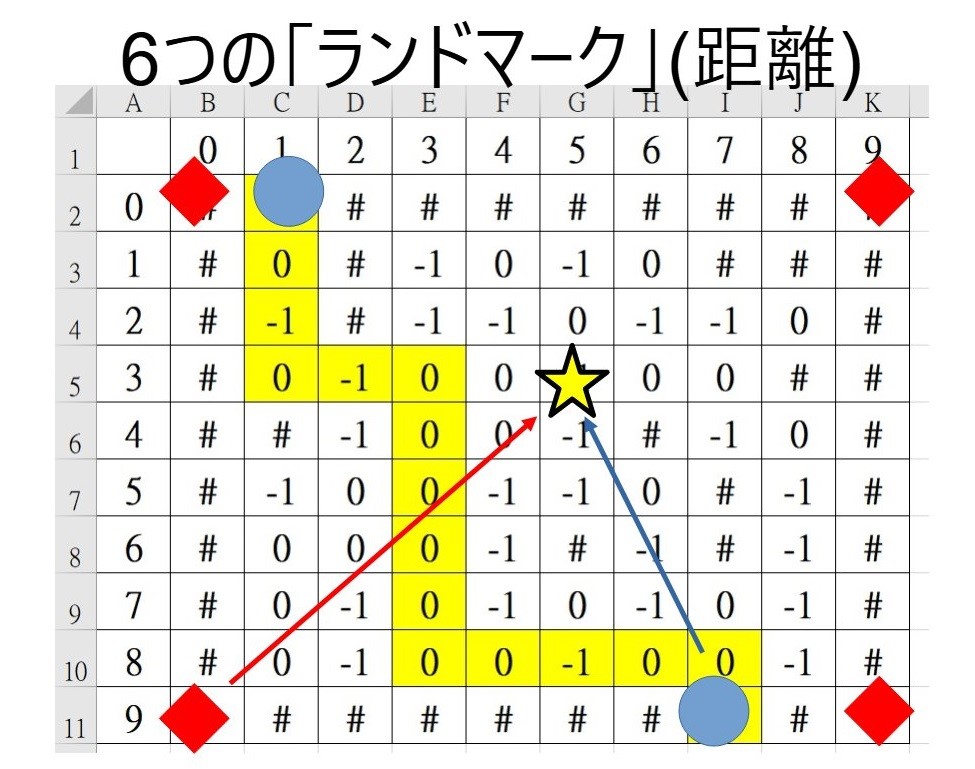 6つの「ランドマーク」(距離)
A B C D E F G H I J K
1 0 1 2 3 4 5 6 7 8 9
2 0 # # # # # # # #
3 1 # 0 # -1 0 -1 0 # # #
4 2 # -1 # -1 -1 0 -1 -1 0 #
5 3 # 0 -1 0 0 0 0 # #
6 4 # # -1 0 0 -1 # -1 0 #
7 5 # -1 0 0 -1 -1 0 # -1 #
8 6 # 0 0 0 -1 # -1 # -1 #
9 7 # 0 -1 0 -1 0 -1 0 -1 #
10 8 # 0 -1 0 0 -1 0 0 -1 #
11 9 # # # # # # #